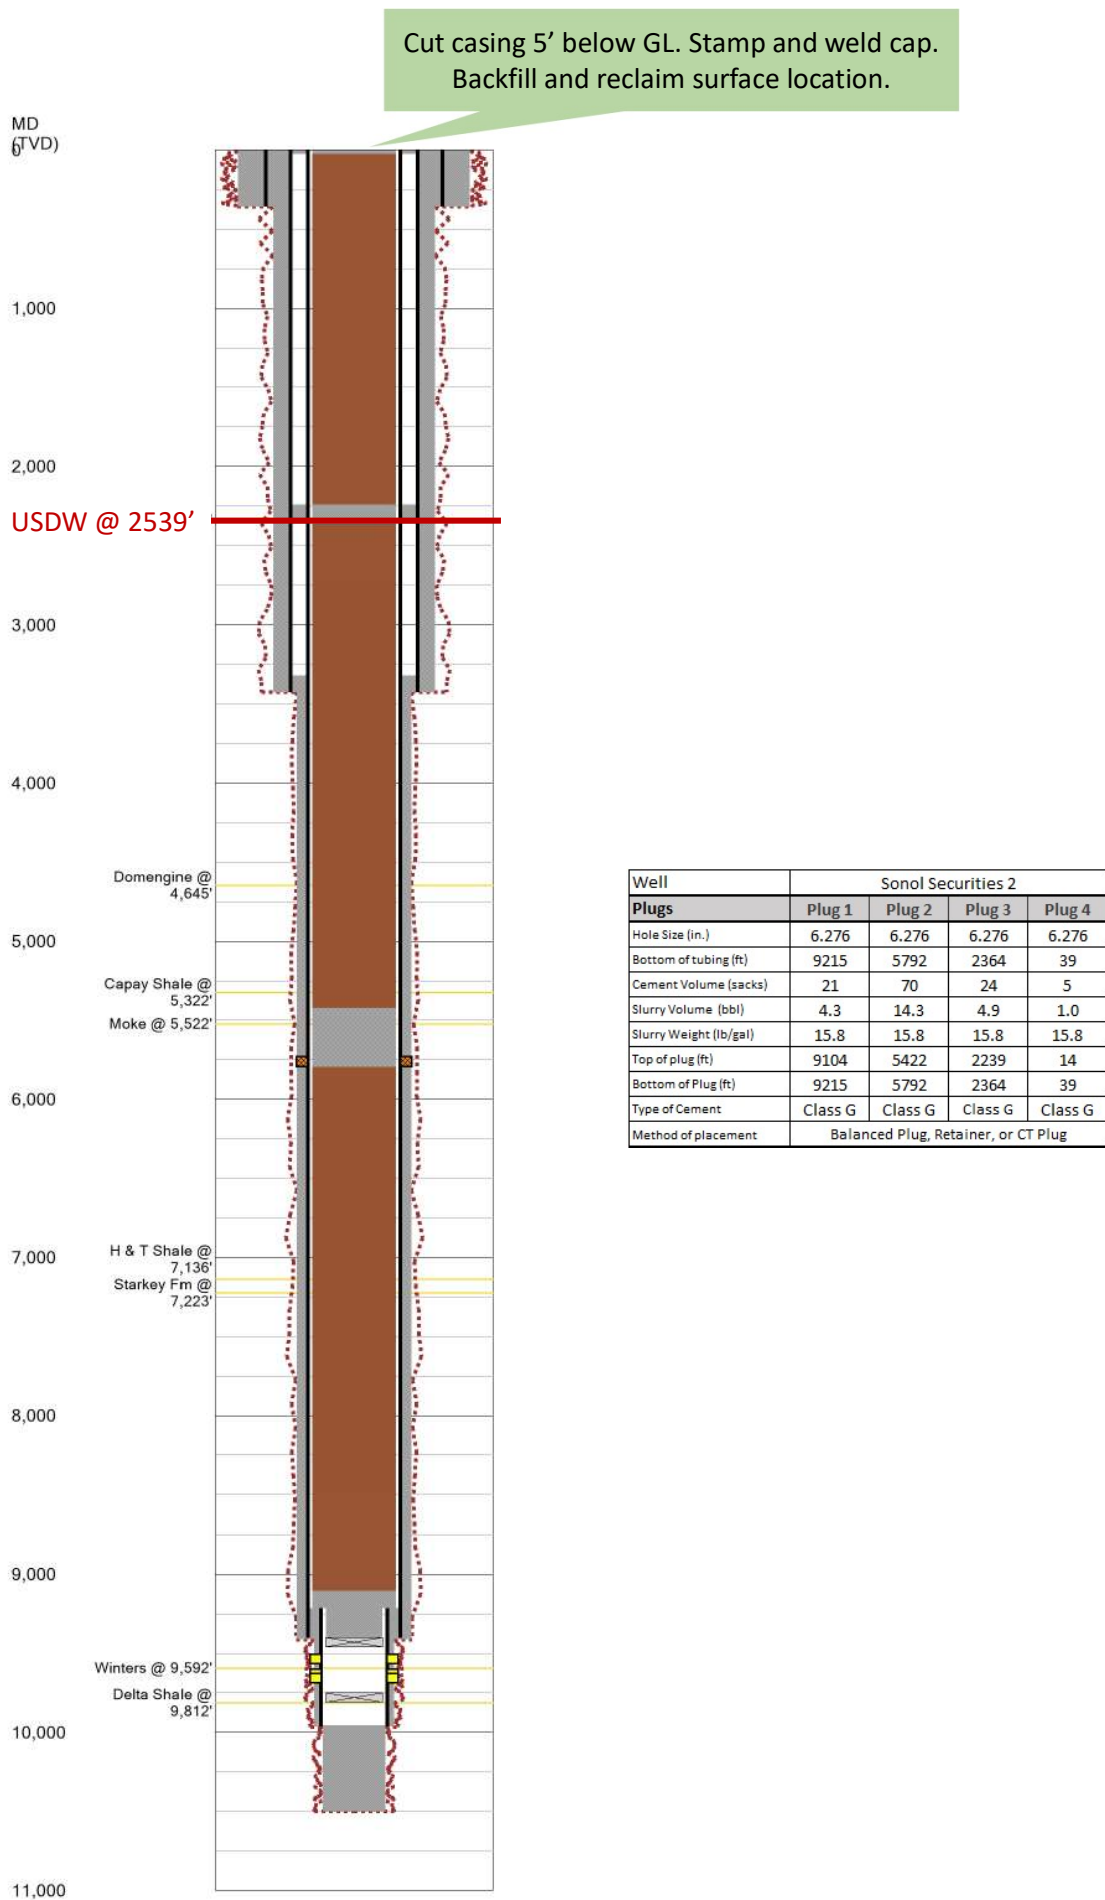 Cut casing 5’ below GL. Stamp and weld cap.
Backfill and reclaim surface location.
MD
(TVD)
0
1,000
2,000
USDW @ 2539’
3,000
4,000
Domengine @
4,645'
5,000
Capay Shale @
5,322'
Moke @ 5,522'
6,000
7,000
H & T Shale @
7,136'
Starkey Fm @
7,223'
8,000
9,000
Winters @ 9,592'
Delta Shale @
9,812'
10,000
11,000
Well Sonol Securities 2
Plugs Plug 1 Plug 2 Plug 3 Plug 4
Hole Size (in.) 6.276 6.276 6.276 6.276
Bottom of tubing (ft) 9215 5792 2364 39
Cement Volume (sacks) 21 70 24 5
Slurry Volume (bbl) 4.3 14.3 4.9 1.0
Slurry Weight (lb/gal) 15.8 15.8 15.8 15.8
Top of plug (ft) 9104 5422 2239 14
Bottom of Plug (ft) 9215 5792 2364 39
Type of Cement Class G Class G Class G Class G
Method of placement Balanced Plug, Retainer, or CT Plug